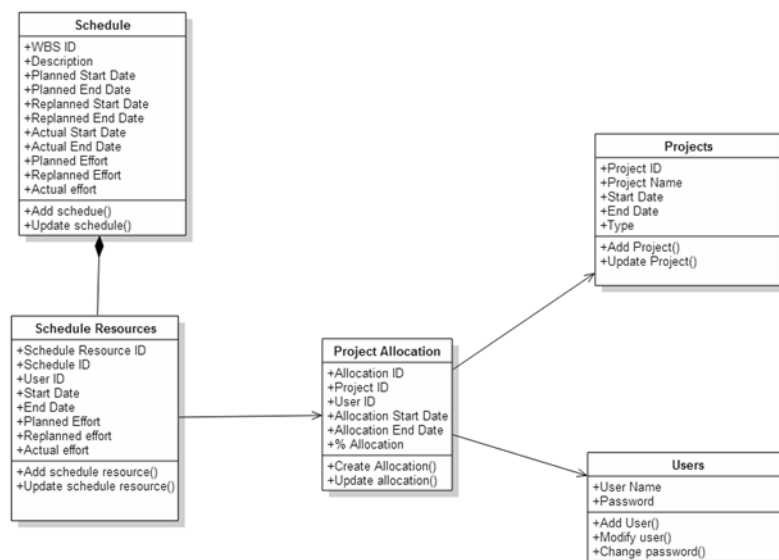 Schedule
+WBS ID
+Description
+Planned Start Date
+Planned End Date
+Replanned Start Date
+Replanned End Date
+Actual Start Date
+Actual End Date
+Planned Effort
+Replanned Effort
+Actual effort
+Add schedue()
+Update schedule()
Projects
+Project ID
+Project Name
+Start Date
+End Date
+Type
+Add Project()
+Update Project()
Schedule Resources
+Schedule Resource ID
+Schedule ID
+User ID
+Start Date
+End Date
+Planned Effort
+Replanned effort
+Actual effort
+Add schedule resource()
+Update schedule resource()
Project Allocation
+Allocation ID
+Project ID
+User ID
+Allocation Start Date
+Allocation End Date
+% Allocation
+Create Allocation()
+Update allocation()
Users
+User Name
+Password
+Add User()
+Modify user()
+Change password()